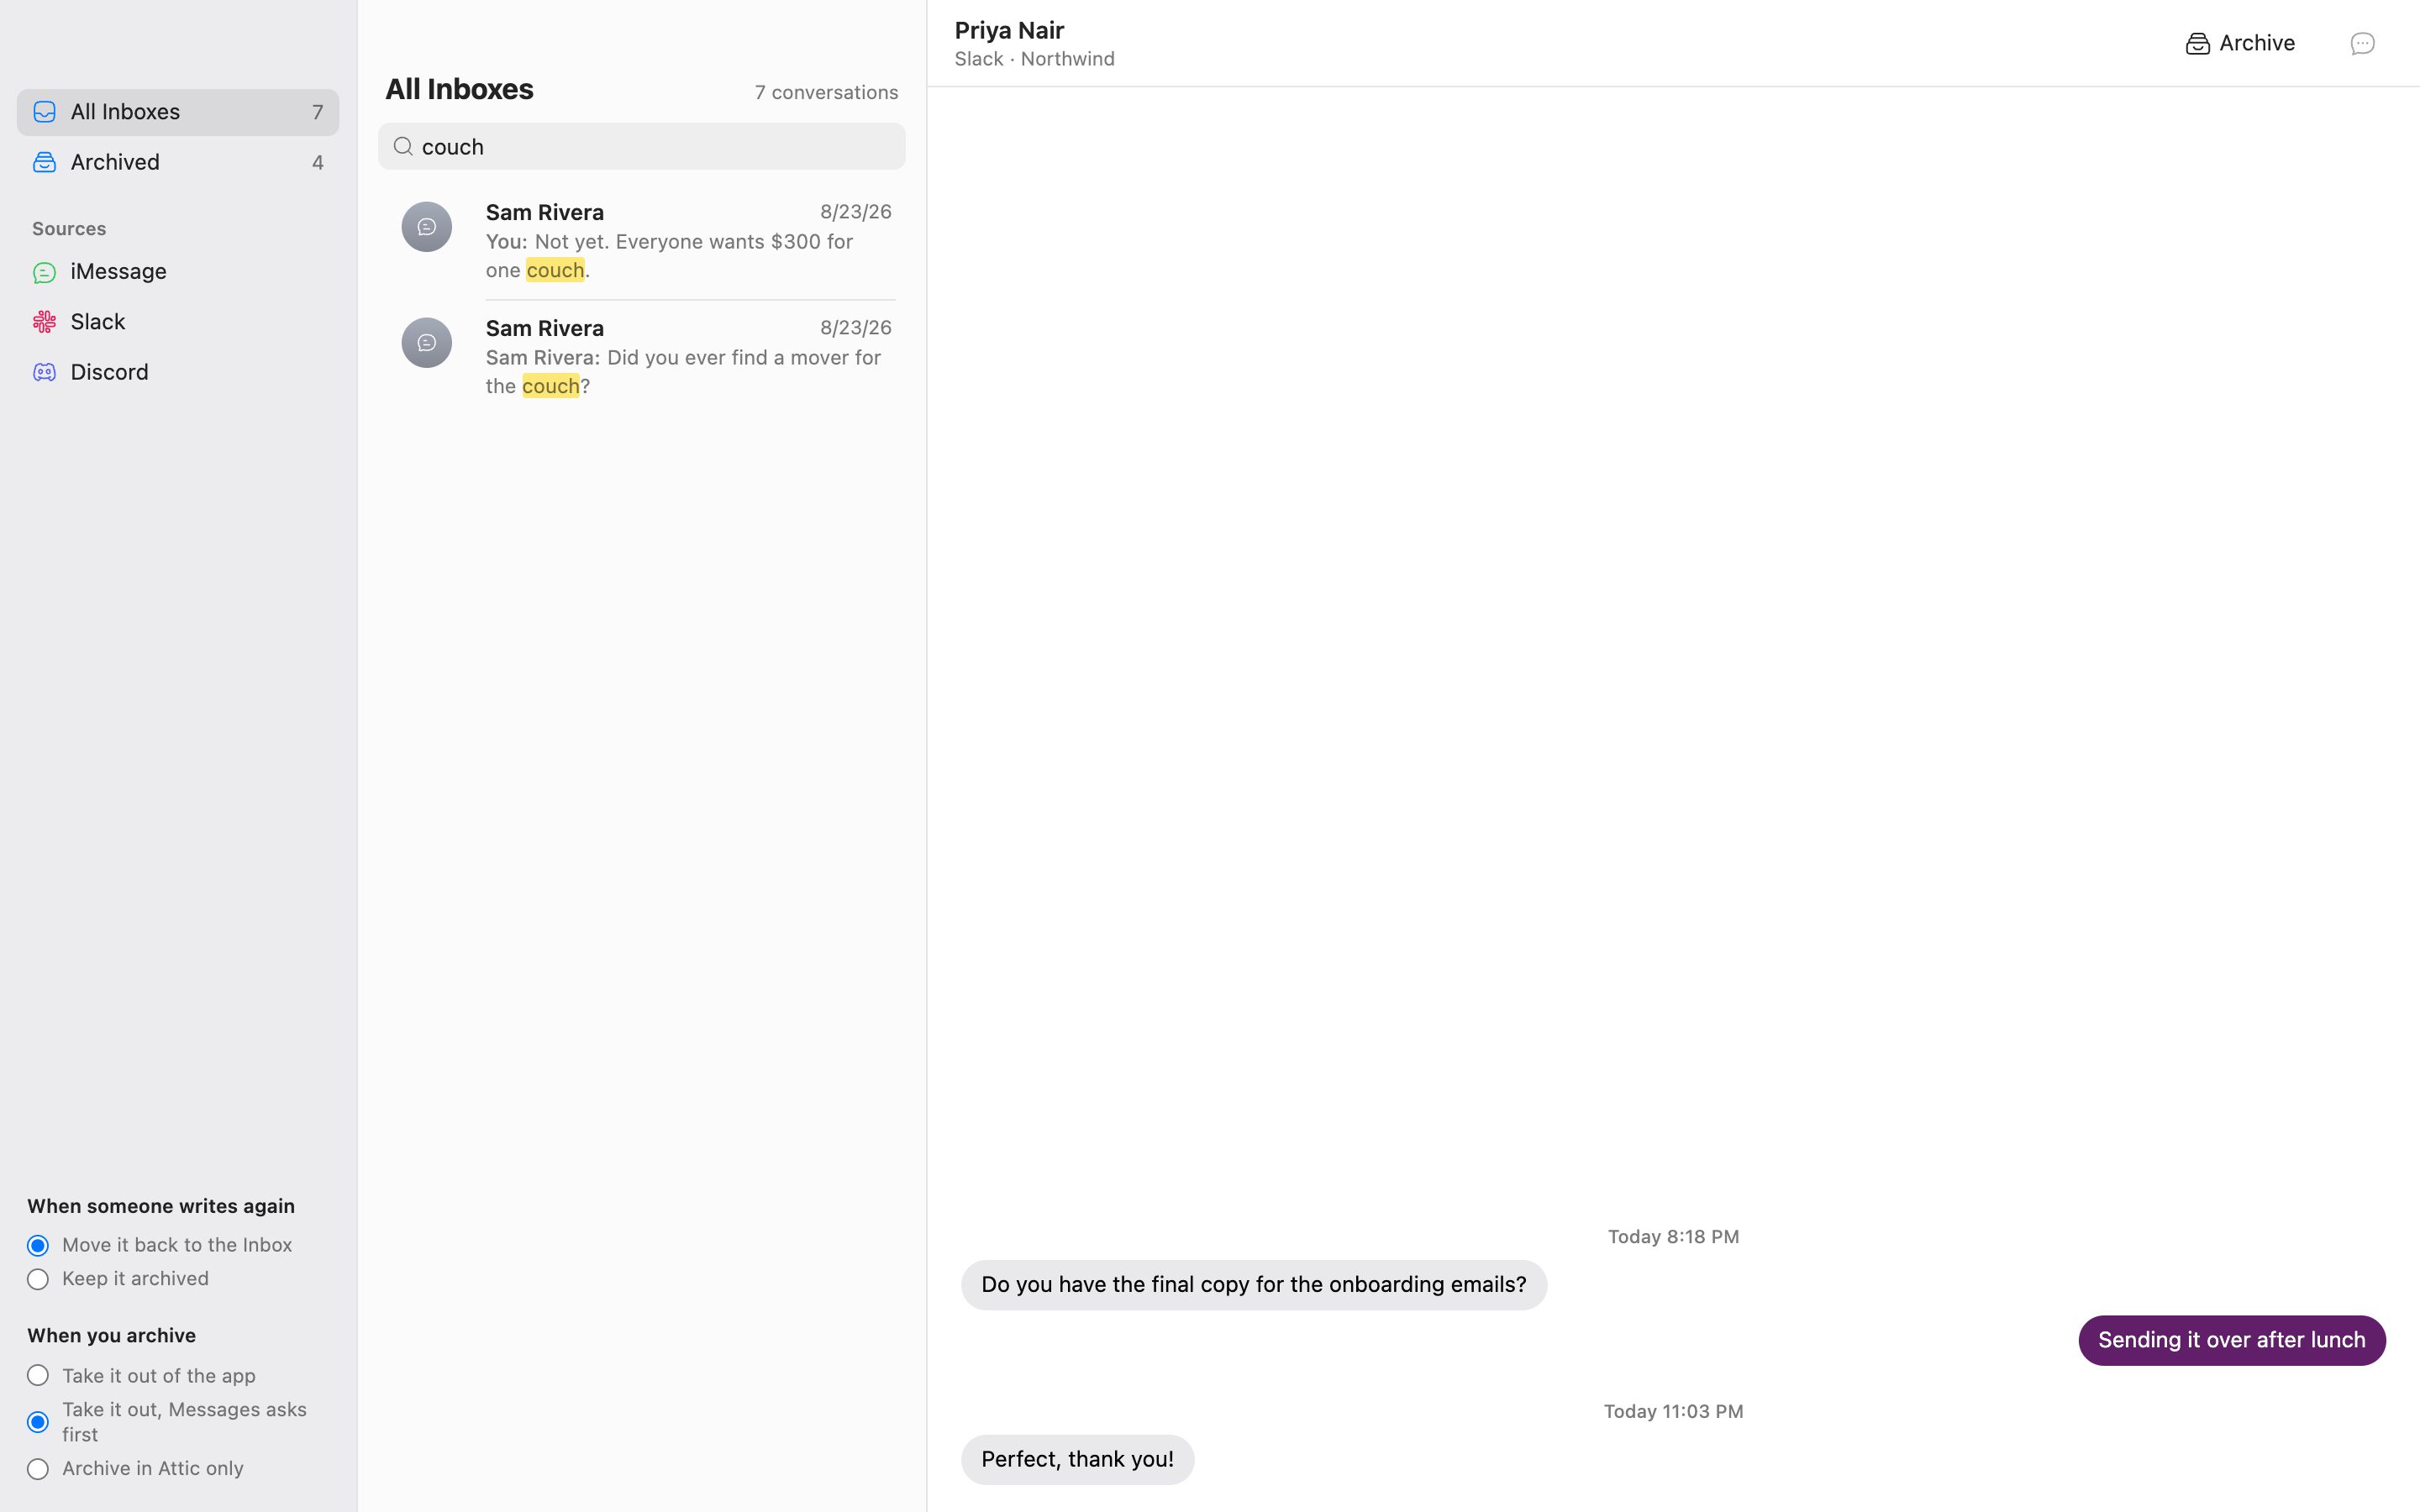 All Inboxes 7
Archived 4
Sources
iMessage
Slack
Discord
When someone writes again
Move it back to the Inbox
Keep it archived
When you archive
Take it out of the app
Take it out, Messages asks
first
Archive in Attic only
All Inboxes 7 conversations
couch
Sam Rivera 8/23/26
You: Not yet. Everyone wants $300 for
one couch.
Sam Rivera 8/23/26
Sam Rivera: Did you ever find a mover for
the couch?
Priya Nair
Slack · Northwind
Archive
Today 8:18 PM
Do you have the final copy for the onboarding emails?
Sending it over after lunch
Today 11:03 PM
Perfect, thank you!